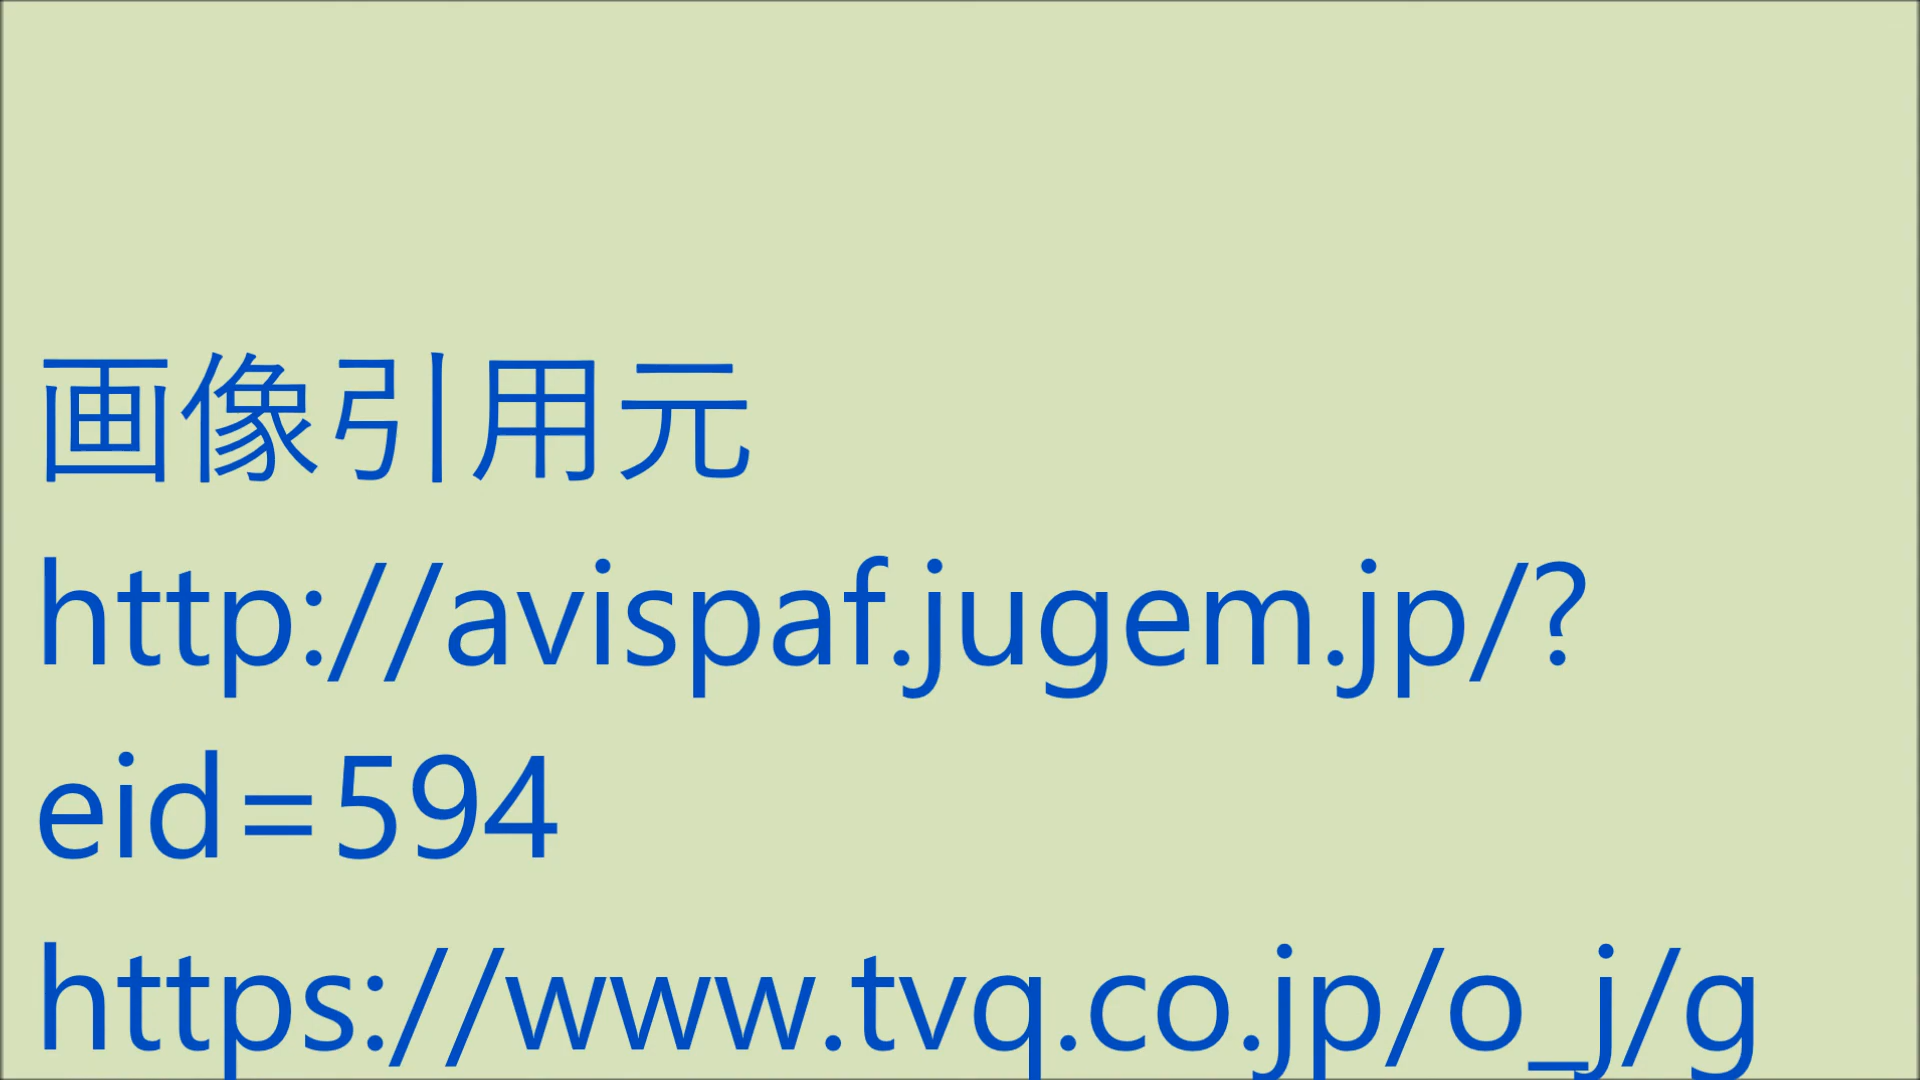 画像引用元
http://avispaf.jugem.jp/?
eid=594
https://www.tvq.co.jp/o_j/g